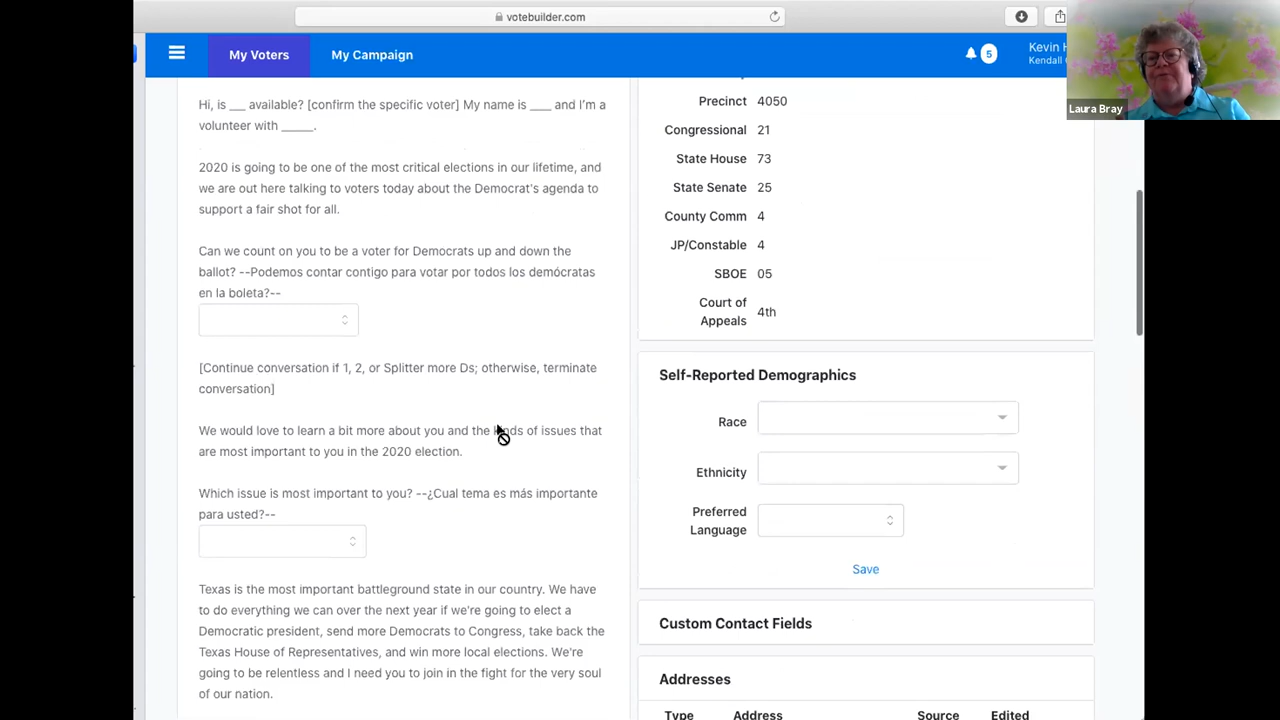 votebuilder.com
My Voters
My Campaign
5
Kevin H
Kendall C
Laura Bray
Hi, is ___ available? [confirm the specific voter] My name is ____ and I'm a
volunteer with _____.
2020 is going to be one of the most critical elections in our lifetime, and
we are out here talking to voters today about the Democrat's agenda to
support a fair shot for all.
Can we count on you to be a voter for Democrats up and down the
ballot? --Podemos contar contigo para votar por todos los demócratas
en la boleta?--
[Continue conversation if 1, 2, or Splitter more Ds; otherwise, terminate
conversation]
We would love to learn a bit more about you and the kinds of issues that
are most important to you in the 2020 election.
Which issue is most important to you? --¿Cual tema es más importante
para usted?--
Texas is the most important battleground state in our country. We have
to do everything we can over the next year if we're going to elect a
Democratic president, send more Democrats to Congress, take back the
Texas House of Representatives, and win more local elections. We're
going to be relentless and I need you to join in the fight for the very soul
of our nation.
Precinct 4050
Congressional 21
State House 73
State Senate 25
County Comm 4
JP/Constable 4
SBOE 05
Court of
Appeals 4th
Self-Reported Demographics
Race
Ethnicity
Preferred
Language
Save
Custom Contact Fields
Addresses
Type Address Source Edited